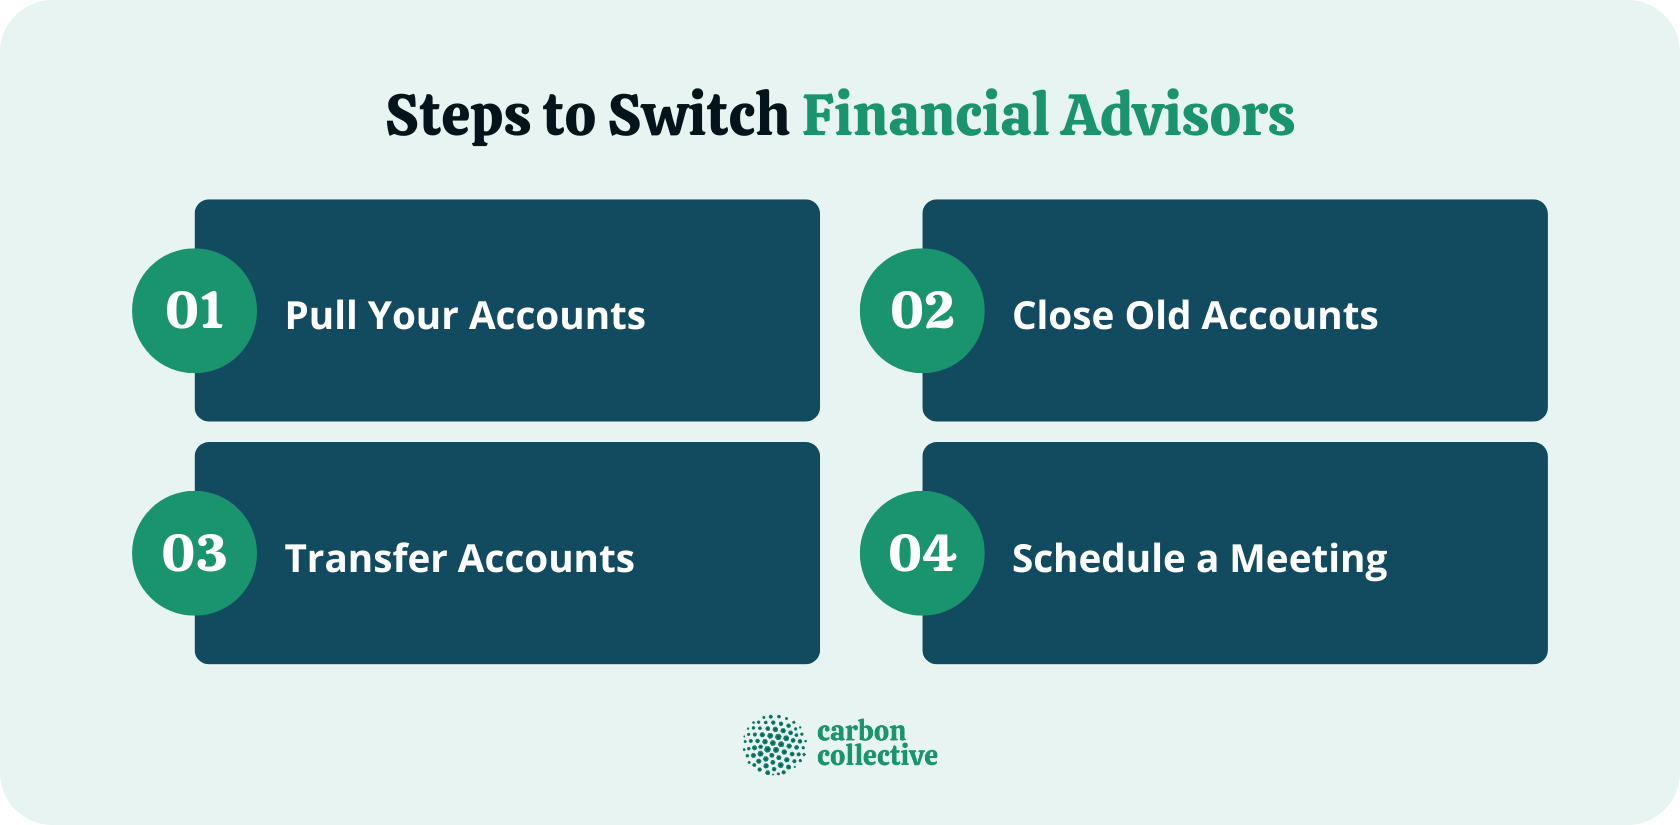 Steps to Switch Financial Advisors
01
Pull Your Accounts
02
Close Old Accounts
03
Transfer Accounts
04
Schedule a Meeting
carbon
collective